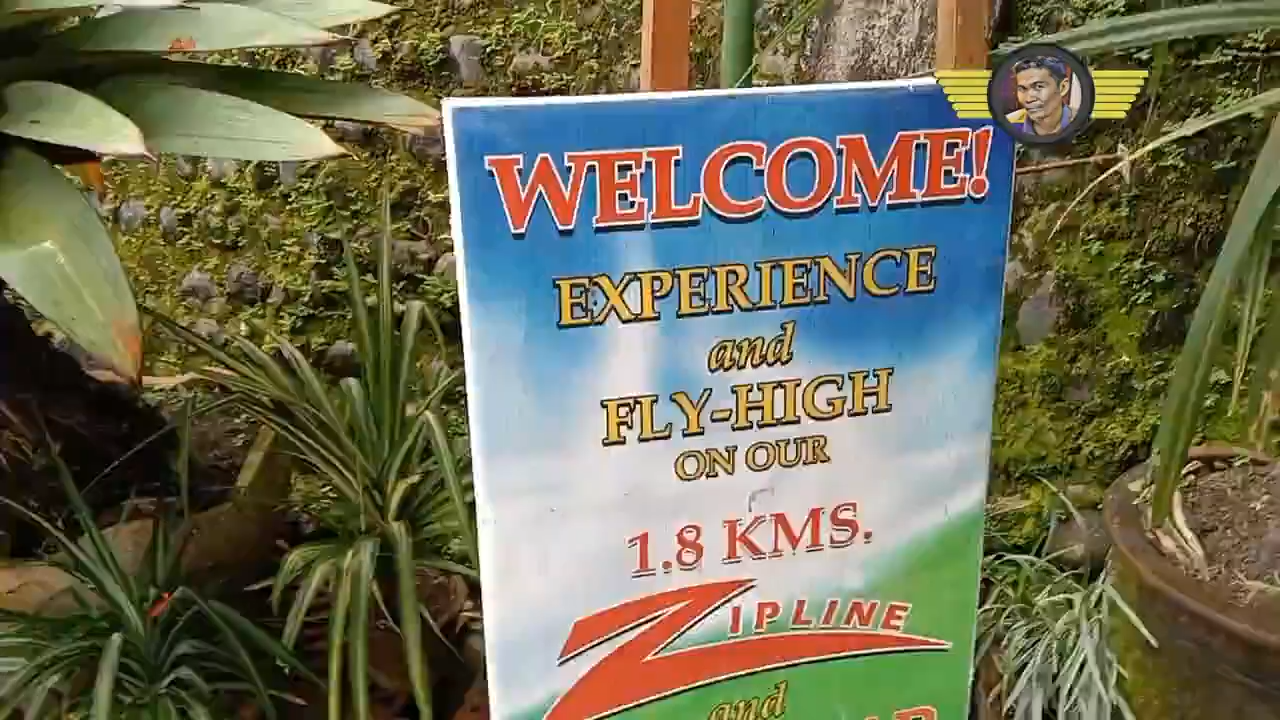 WELCOME!
EXPERIENCE
and
FLY-HIGH
ON OUR
1.8 KMS.
ZIPLINE
and